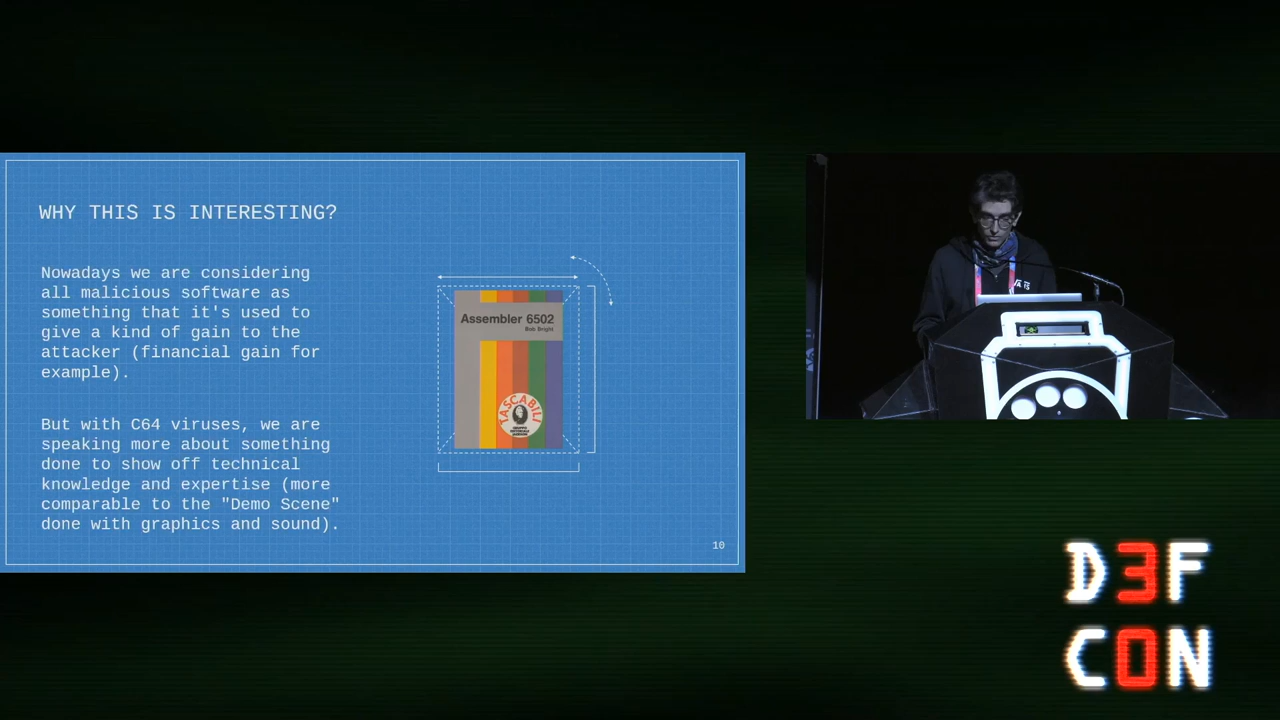 WHY THIS IS INTERESTING?
Nowadays we are considering
all malicious software as
something that it's used to
give a kind of gain to the
attacker (financial gain for
example).
But with C64 viruses, we are
speaking more about something
done to show off technical
knowledge and expertise (more
comparable to the "Demo Scene"
done with graphics and sound).
Assembler 6502
Bob Bright
TASCABILI
10
D3F
C0N